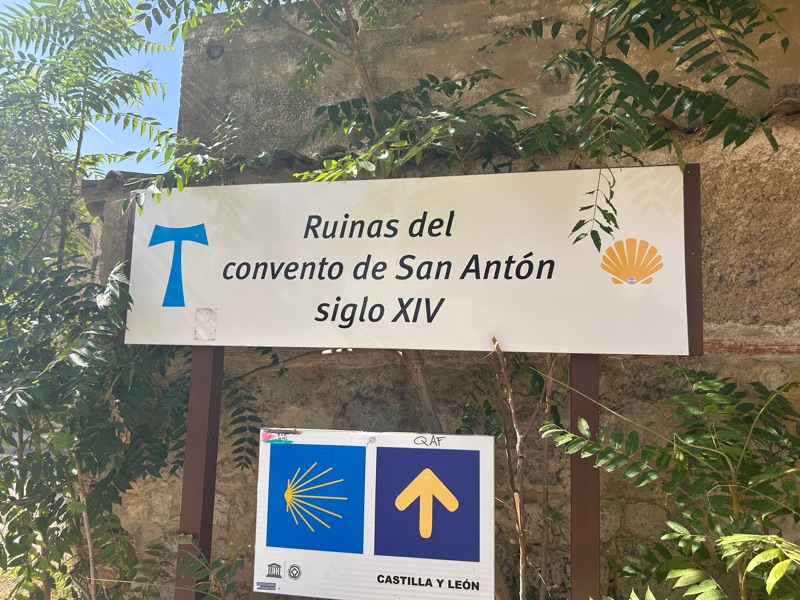 Ruinas del
convento de San Antón
siglo XIV
QAF
CASTILLA Y LEÓN